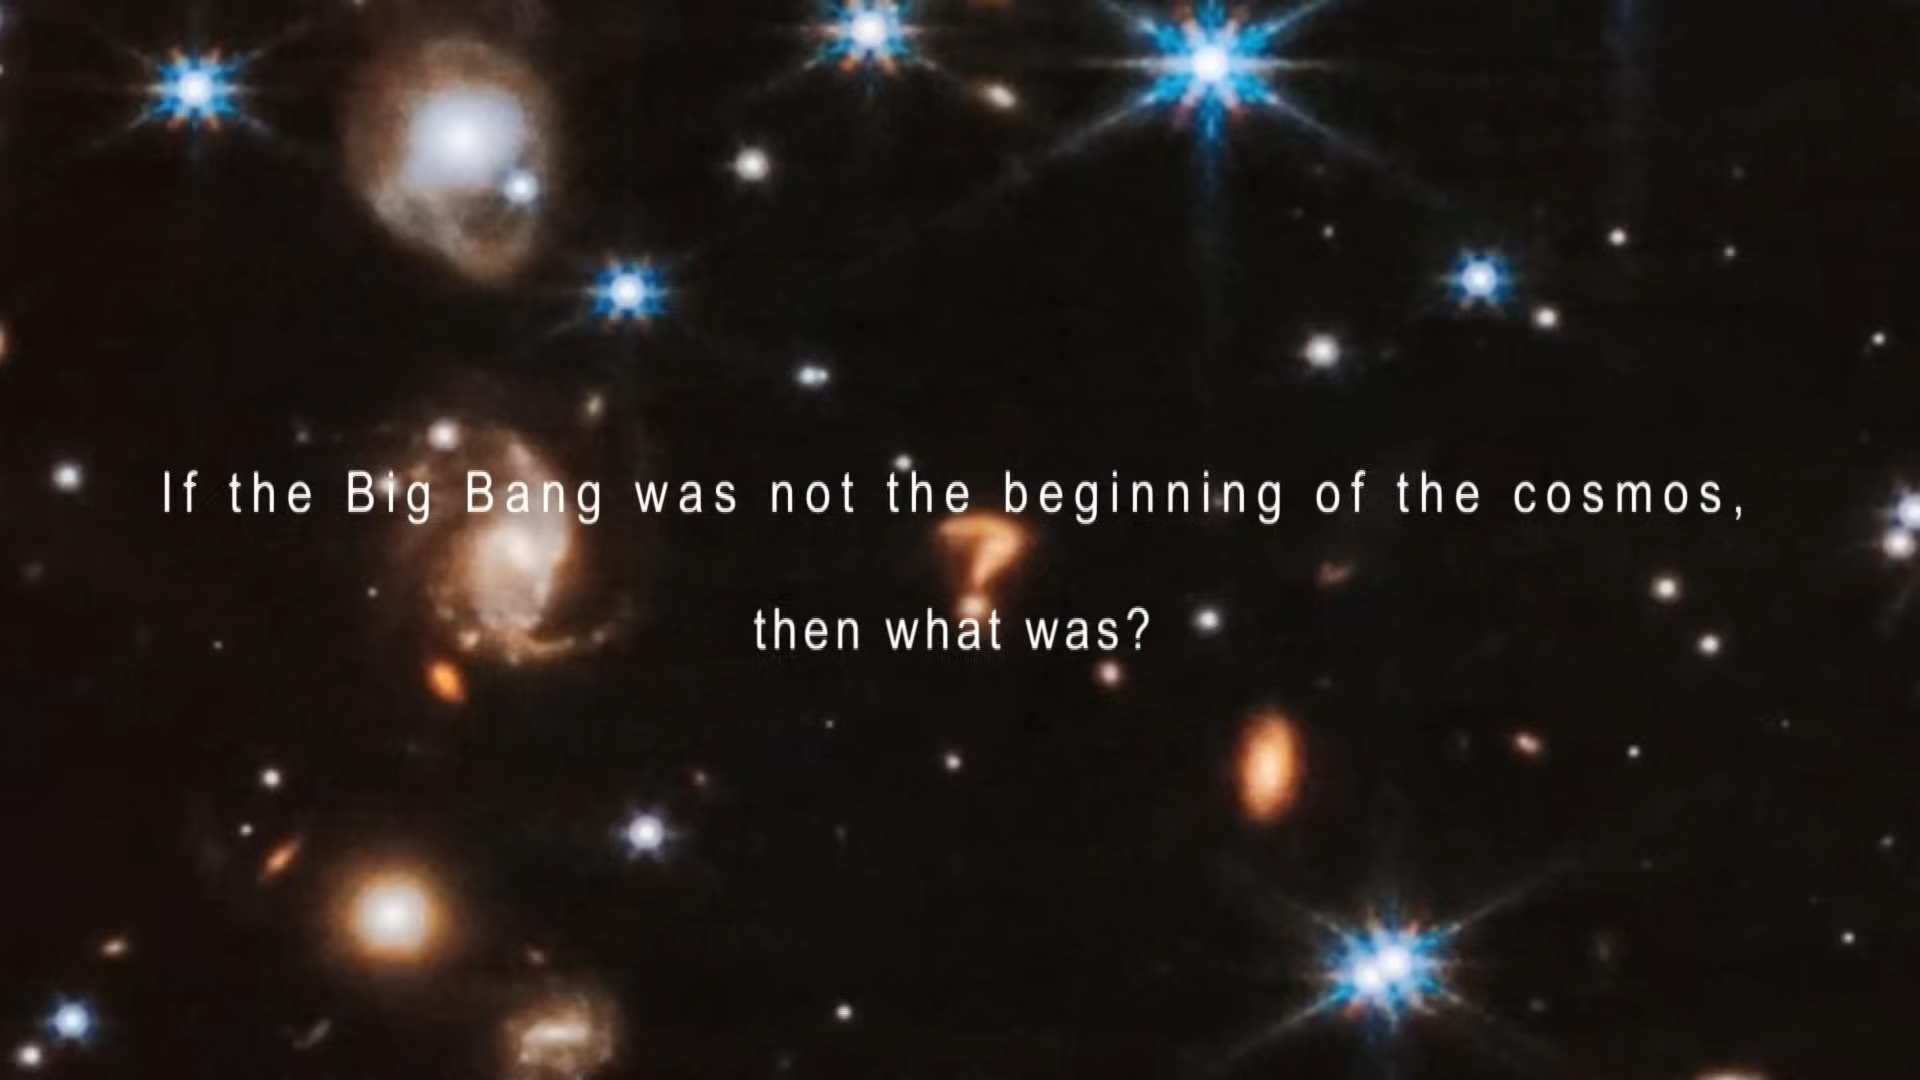 If the Big Bang was not the beginning of the cosmos,
then what was?